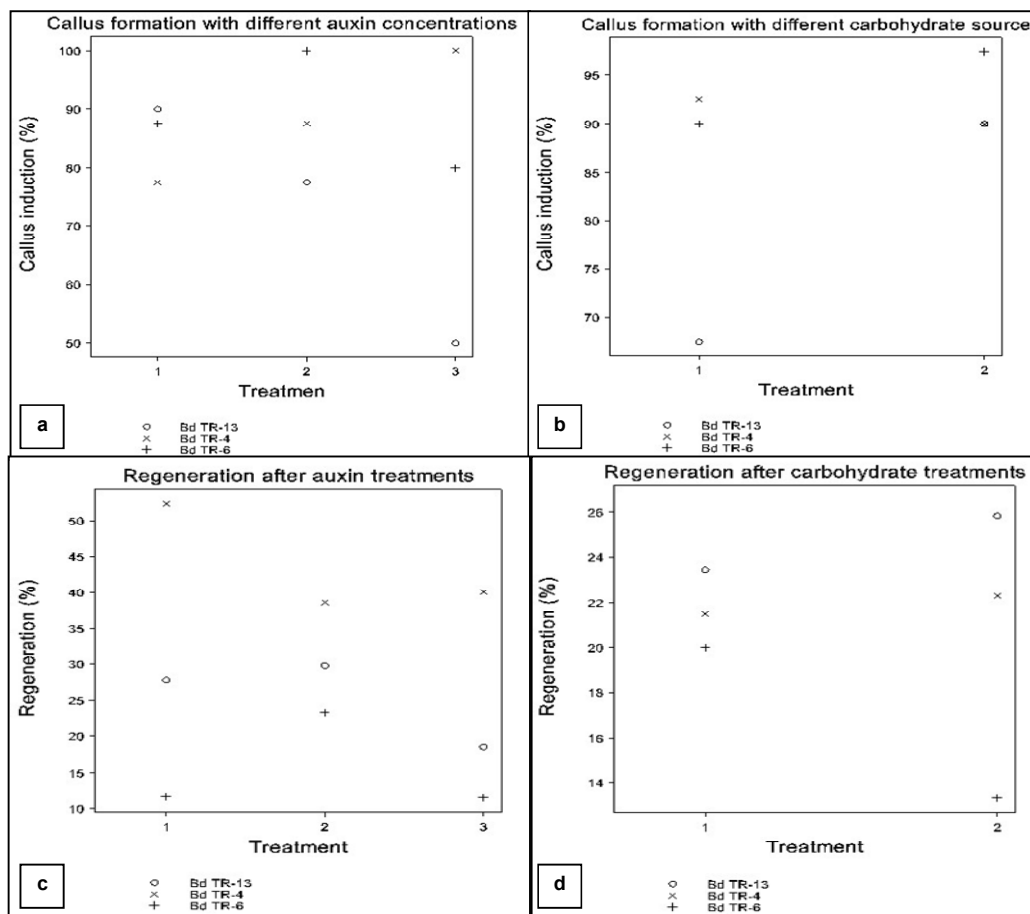 Callus formation with different auxin concentrations
Callus induction (%)
100
90
80
70
60
50
1 2 3
Treatmen
a
Bd TR-13
Bd TR-4
Bd TR-6
Callus formation with different carbohydrate source
Callus induction (%)
95
90
85
80
75
70
1 2
Treatment
b
Bd TR-13
Bd TR-4
Bd TR-6
Regeneration after auxin treatments
Regeneration (%)
50
45
40
35
30
25
20
15
10
1 2 3
Treatment
c
Bd TR-13
Bd TR-4
Bd TR-6
Regeneration after carbohydrate treatments
Regeneration (%)
26
24
22
20
18
16
14
1 2
Treatment
d
Bd TR-13
Bd TR-4
Bd TR-6